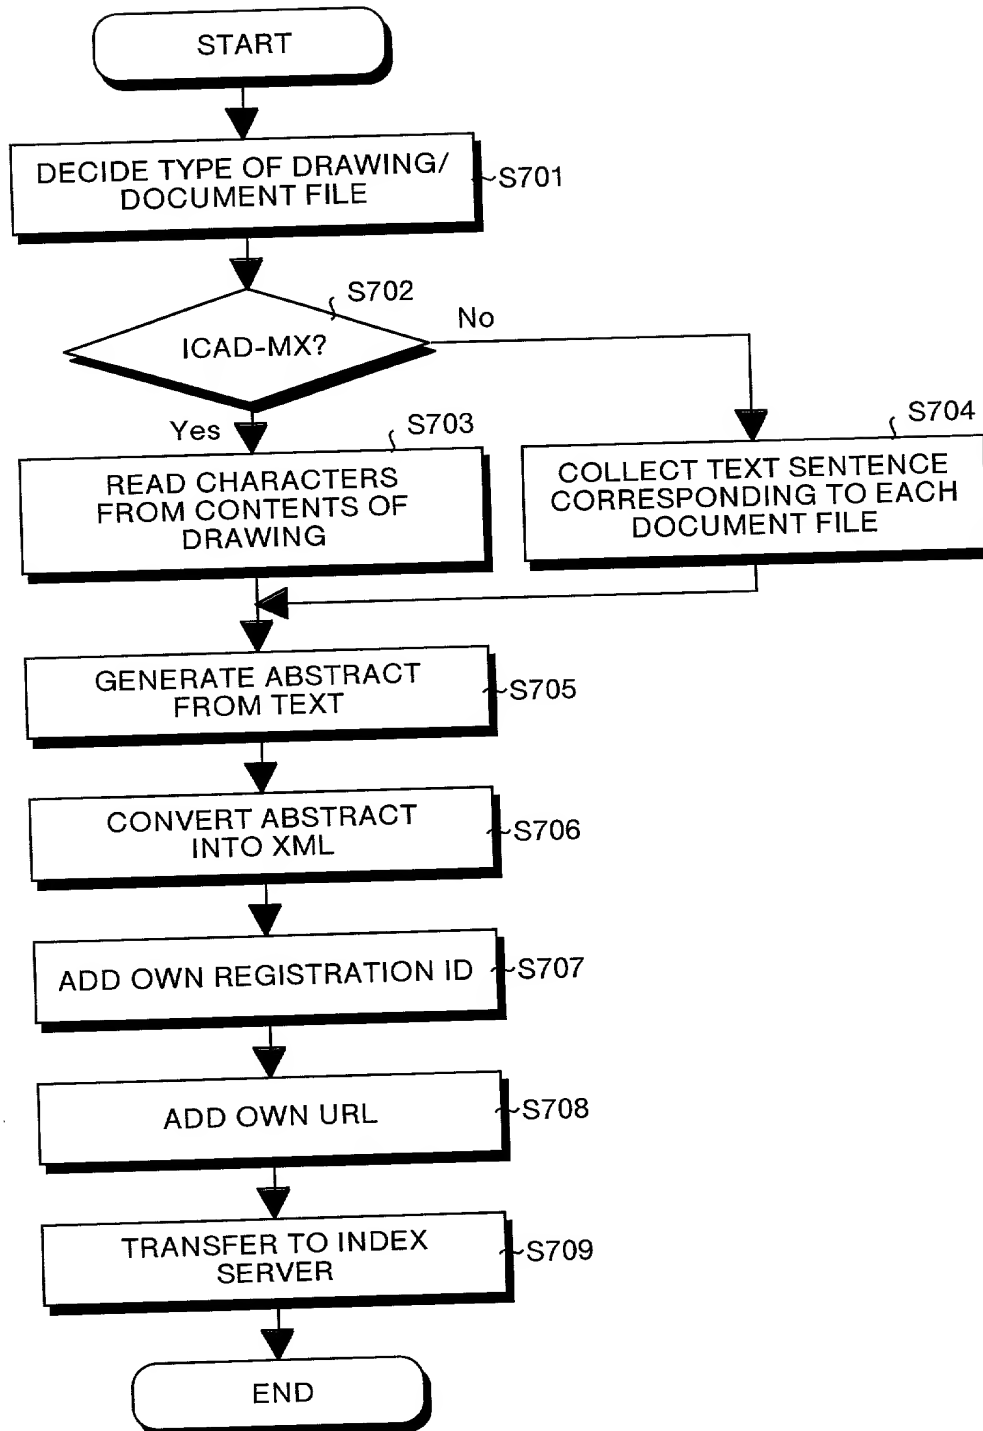 START
DECIDE TYPE OF DRAWING/
DOCUMENT FILE
S701
S702
ICAD-MX?
No
Yes
S703
READ CHARACTERS
FROM CONTENTS OF
DRAWING
S704
COLLECT TEXT SENTENCE
CORRESPONDING TO EACH
DOCUMENT FILE
GENERATE ABSTRACT
FROM TEXT
S705
CONVERT ABSTRACT
INTO XML
S706
ADD OWN REGISTRATION ID
S707
ADD OWN URL
S708
TRANSFER TO INDEX
SERVER
S709
END